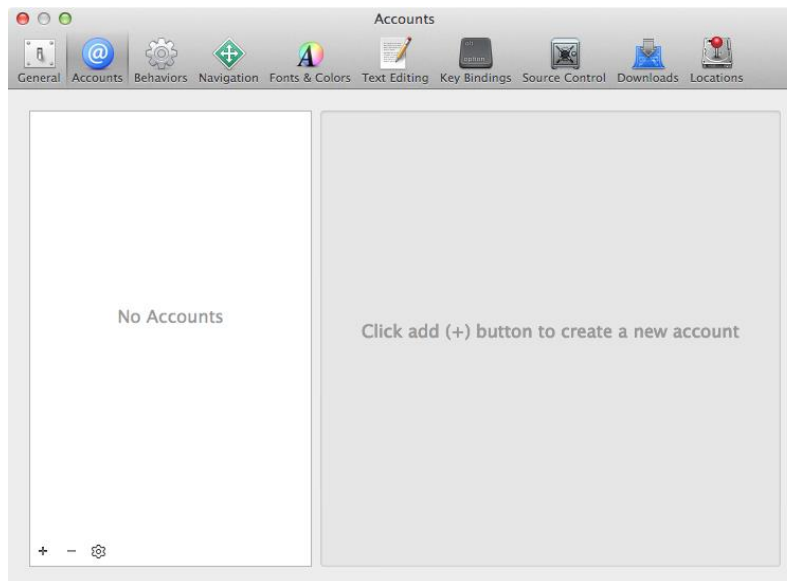 Accounts
General Accounts Behaviors Navigation Fonts & Colors Text Editing Key Bindings Source Control Downloads Locations
No Accounts
Click add (+) button to create a new account